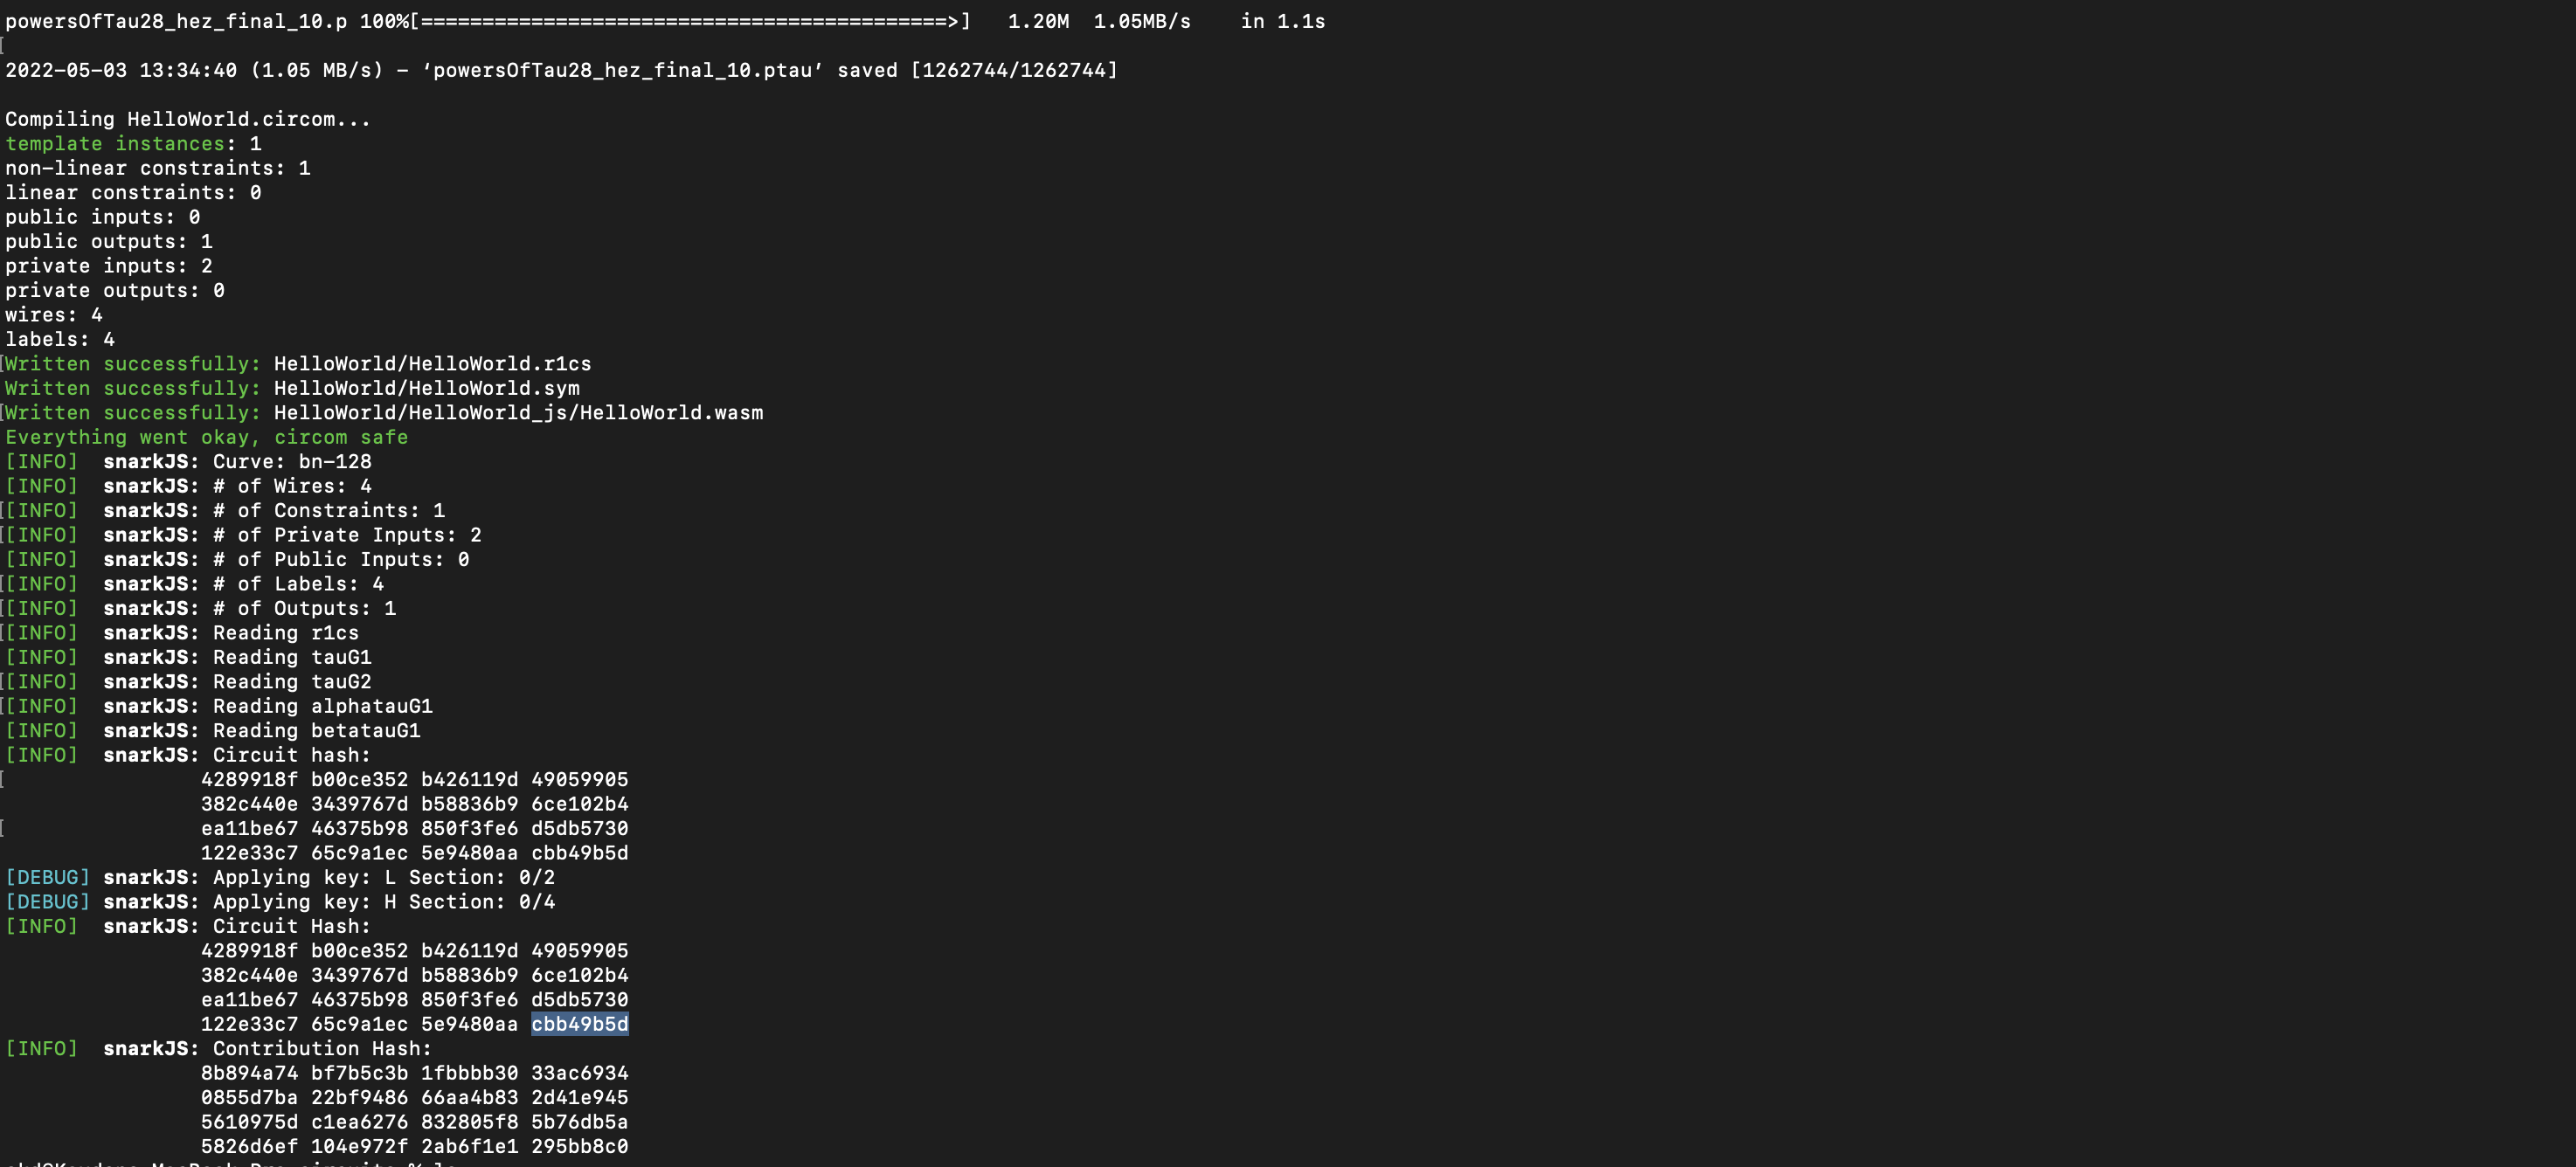 powersOfTau28_hez_final_10.p 100%[===========================================>]   1.20M  1.05MB/s    in 1.1s
2022-05-03 13:34:40 (1.05 MB/s) - ‘powersOfTau28_hez_final_10.ptau’ saved [1262744/1262744]
Compiling HelloWorld.circom...
template instances: 1
non-linear constraints: 1
linear constraints: 0
public inputs: 0
public outputs: 1
private inputs: 2
private outputs: 0
wires: 4
labels: 4
Written successfully: HelloWorld/HelloWorld.r1cs
Written successfully: HelloWorld/HelloWorld.sym
Written successfully: HelloWorld/HelloWorld_js/HelloWorld.wasm
Everything went okay, circom safe
[INFO]  snarkJS: Curve: bn-128
[INFO]  snarkJS: # of Wires: 4
[INFO]  snarkJS: # of Constraints: 1
[INFO]  snarkJS: # of Private Inputs: 2
[INFO]  snarkJS: # of Public Inputs: 0
[INFO]  snarkJS: # of Labels: 4
[INFO]  snarkJS: # of Outputs: 1
[INFO]  snarkJS: Reading r1cs
[INFO]  snarkJS: Reading tauG1
[INFO]  snarkJS: Reading tauG2
[INFO]  snarkJS: Reading alphatauG1
[INFO]  snarkJS: Reading betatauG1
[INFO]  snarkJS: Circuit hash:
4289918f b00ce352 b426119d 49059905
382c440e 3439767d b58836b9 6ce102b4
ea11be67 46375b98 850f3fe6 d5db5730
122e33c7 65c9a1ec 5e9480aa cbb49b5d
[DEBUG] snarkJS: Applying key: L Section: 0/2
[DEBUG] snarkJS: Applying key: H Section: 0/4
[INFO]  snarkJS: Circuit Hash:
4289918f b00ce352 b426119d 49059905
382c440e 3439767d b58836b9 6ce102b4
ea11be67 46375b98 850f3fe6 d5db5730
122e33c7 65c9a1ec 5e9480aa cbb49b5d
[INFO]  snarkJS: Contribution Hash:
8b894a74 bf7b5c3b 1fbbbb30 33ac6934
0855d7ba 22bf9486 66aa4b83 2d41e945
5610975d c1ea6276 832805f8 5b76db5a
5826d6ef 104e972f 2ab6f1e1 295bb8c0